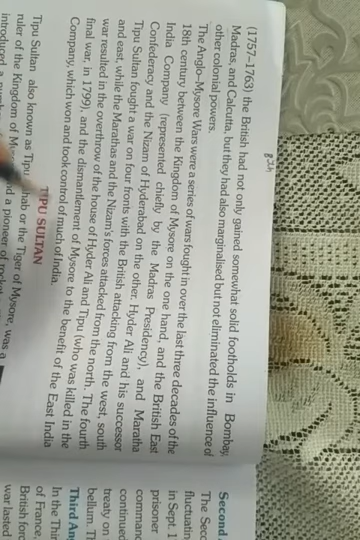 (1757–1763) the British had not only gained somewhat solid footholds in Bombay,
Madras, and Calcutta, but they had also marginalised but not eliminated the influence of
other colonial powers.
The Anglo–Mysore Wars were a series of wars fought in over the last three decades of the
18th century between the Kingdom of Mysore on the one hand, and the British East
India Company (represented chiefly by the Madras Presidency), and Maratha
Confederacy and the Nizam of Hyderabad on the other. Hyder Ali and his successor
Tipu Sultan fought a war on four fronts with the British attacking from the west, south
and east, while the Marathas and the Nizam's forces attacked from the north. The fourth
war resulted in the overthrow of the house of Hyder Ali and Tipu (who was killed in the
final war, in 1799), and the dismantlement of Mysore to the benefit of the East India
Company, which won and took control of much of India.
TIPU SULTAN
Tipu Sultan also known as Tipu or the Tiger of Mysore, was a
ruler of the Kingdom of a pioneer of rocket
introduced a
Second
The Seco
fluctuatin
in Sept. 1
prisoner
command
continued
treaty on
bellum. T
Third An
In the Thir
of France,
British forc
war lasted